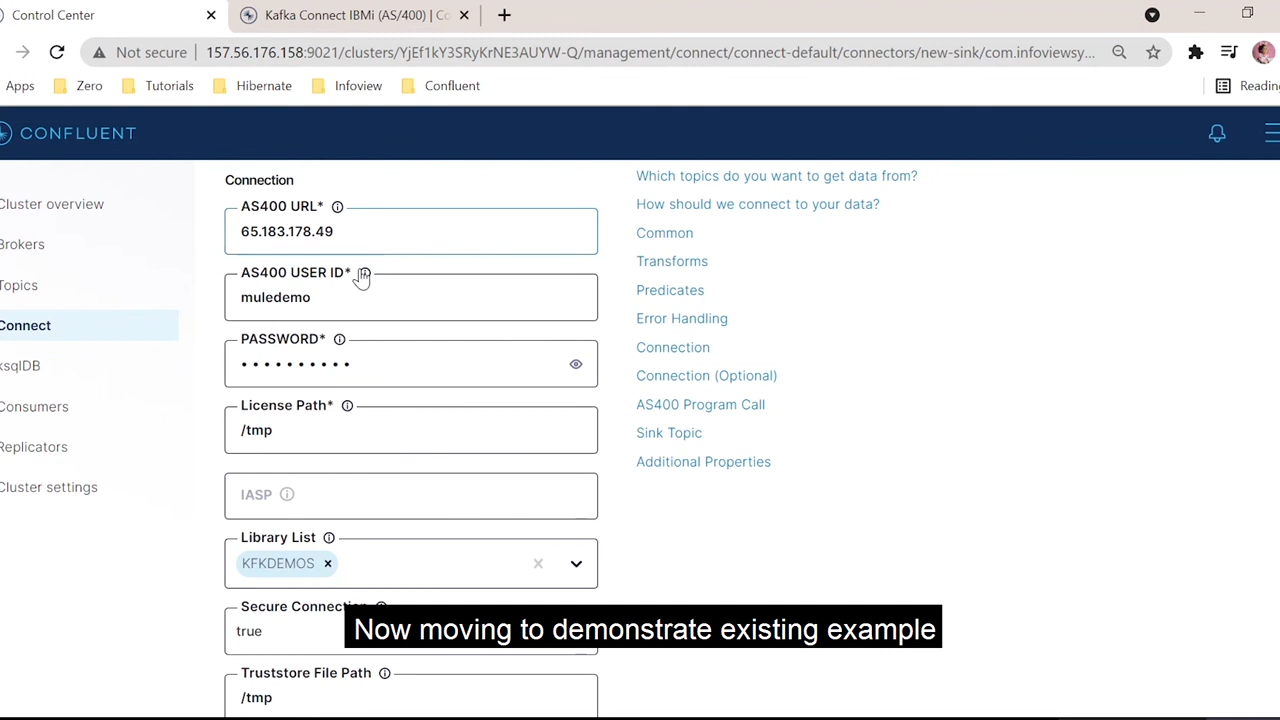 Control Center
Kafka Connect IBMi (AS/400) | Co
Not secure
157.56.176.158:9021/clusters/YjEf1kY3SRyKrNE3AUYW-Q/management/connect/connect-default/connectors/new-sink/com.infoviewsy...
Apps
Zero
Tutorials
Hibernate
Infoview
Confluent
Reading
CONFLUENT
Cluster overview
Brokers
Topics
Connect
ksqlDB
Consumers
Replicators
Cluster settings
Connection
AS400 URL*
65.183.178.49
AS400 USER ID*
muledemo
PASSWORD*
••••••••••
License Path*
/tmp
IASP
Library List
KFKDEMOS ×
Secure Connection
true
Truststore File Path
/tmp
Which topics do you want to get data from?
How should we connect to your data?
Common
Transforms
Predicates
Error Handling
Connection
Connection (Optional)
AS400 Program Call
Sink Topic
Additional Properties
Now moving to demonstrate existing example